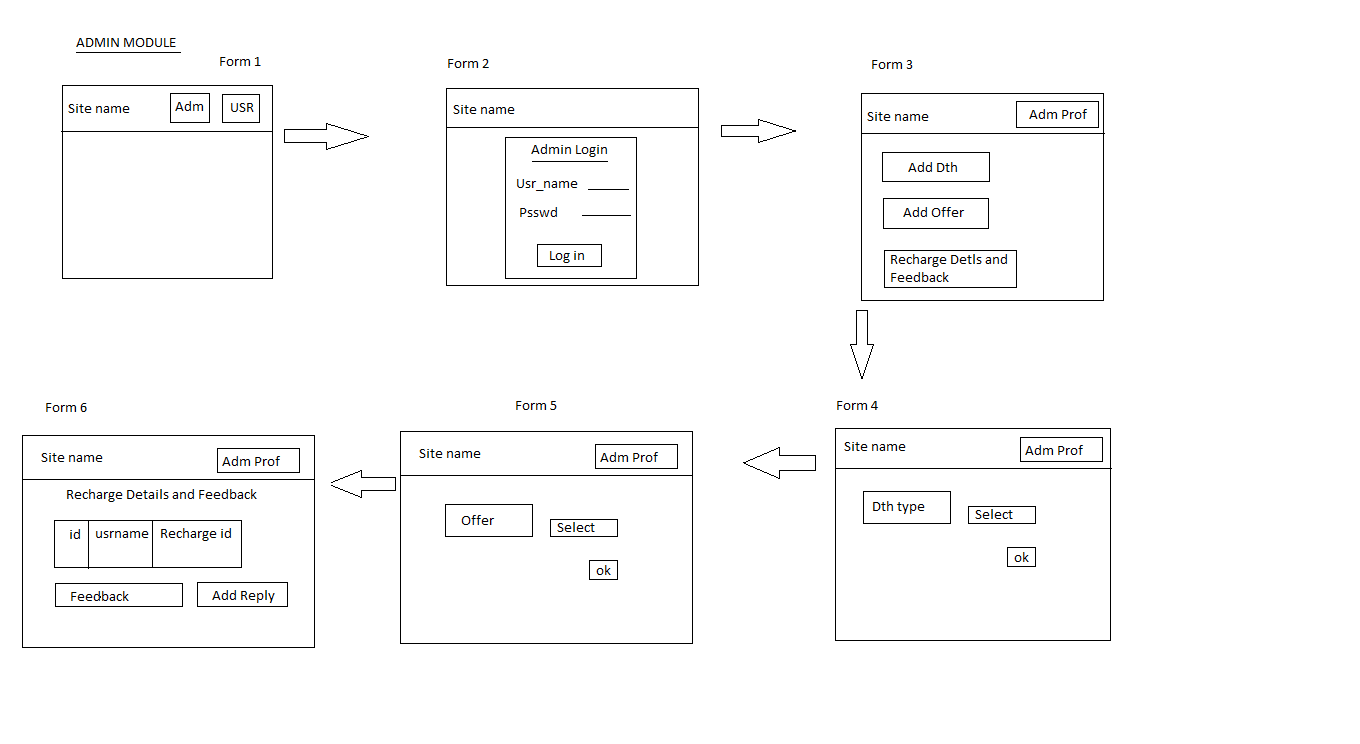 ADMIN MODULE
Form 1
Site name
Adm
USR
Form 2
Site name
Admin Login
Usr_name
Psswd
Log in
Form 3
Site name
Adm Prof
Add Dth
Add Offer
Recharge Detls and
Feedback
Form 4
Site name
Adm Prof
Dth type
Select
ok
Form 5
Site name
Adm Prof
Offer
Select
ok
Form 6
Site name
Adm Prof
Recharge Details and Feedback
id usrname Recharge id
Feedback
Add Reply